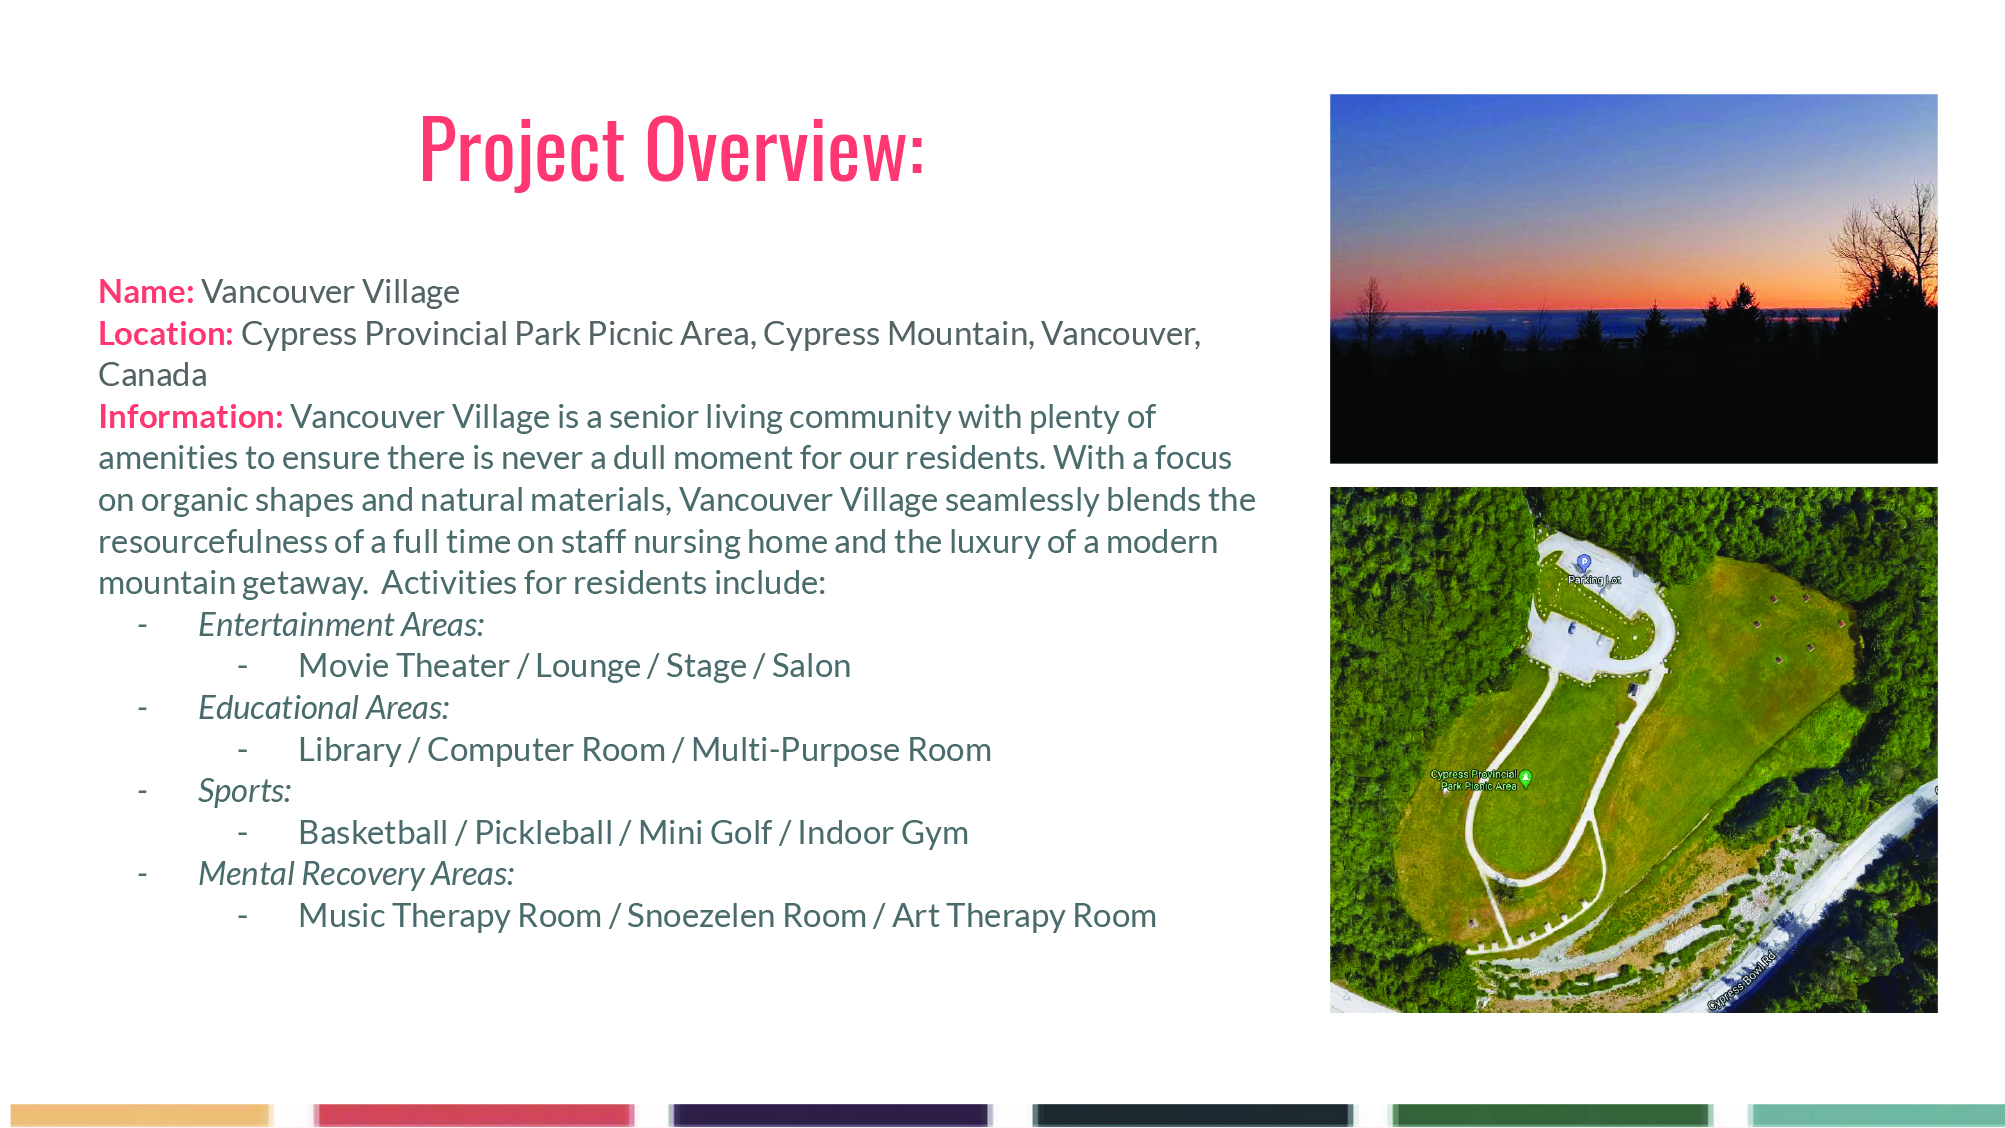 Project Overview:
Name: Vancouver Village
Location: Cypress Provincial Park Picnic Area, Cypress Mountain, Vancouver,
Canada
Information: Vancouver Village is a senior living community with plenty of
amenities to ensure there is never a dull moment for our residents. With a focus
on organic shapes and natural materials, Vancouver Village seamlessly blends the
resourcefulness of a full time on staff nursing home and the luxury of a modern
mountain getaway.  Activities for residents include:
- Entertainment Areas:
- Movie Theater / Lounge / Stage / Salon
- Educational Areas:
- Library / Computer Room / Multi-Purpose Room
- Sports:
- Basketball / Pickleball / Mini Golf / Indoor Gym
- Mental Recovery Areas:
- Music Therapy Room / Snoezelen Room / Art Therapy Room
P
Parking Lot
Cypress Provincial
Park Picnic Area
Cypress Bowl Rd